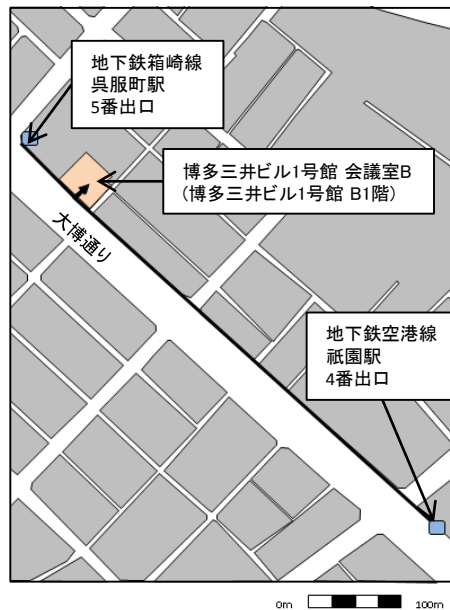 地下鉄箱崎線
呉服町駅
5番出口
博多三井ビル1号館 会議室B
(博多三井ビル1号館 B1階)
大博通り
地下鉄空港線
祇園駅
4番出口
0m 100m